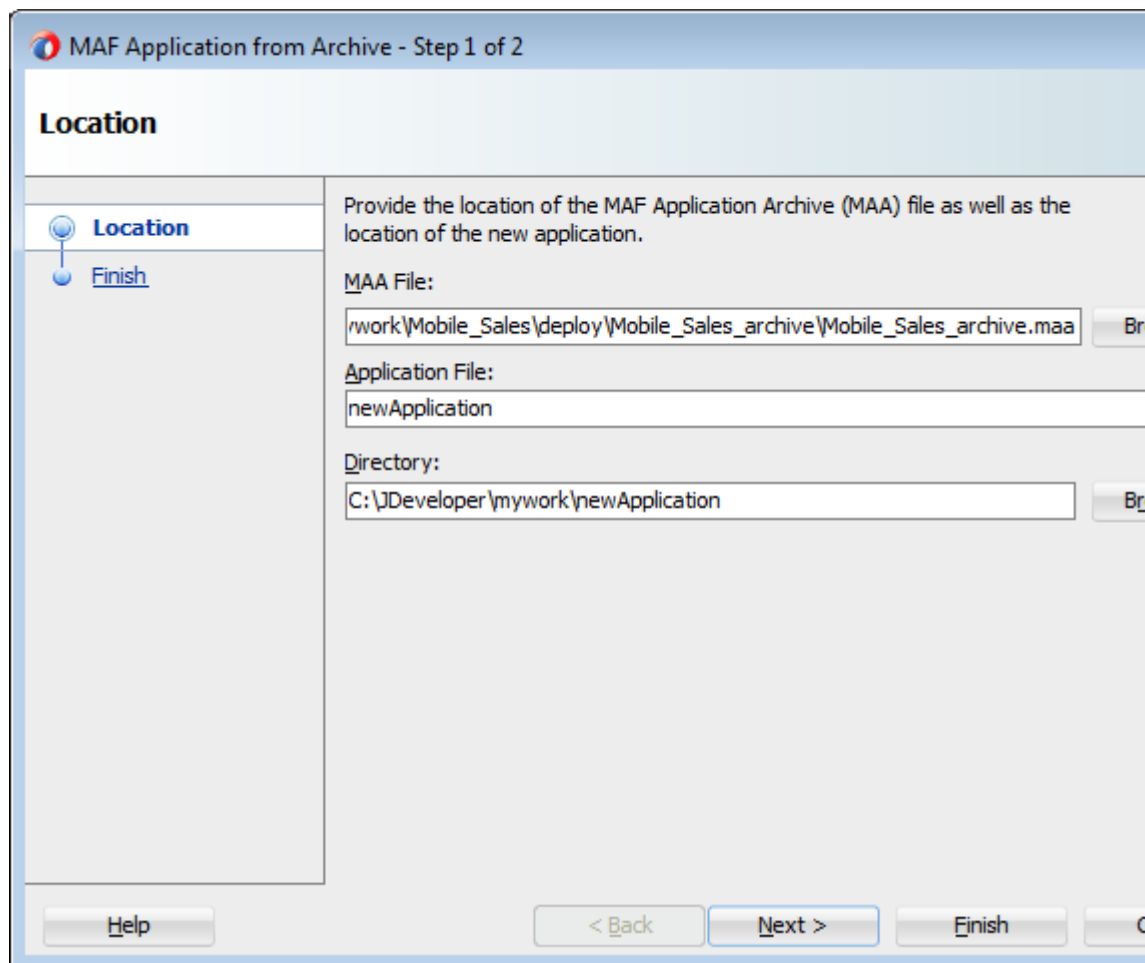 MAF Application from Archive - Step 1 of 2
Location
Location
Finish
Provide the location of the MAF Application Archive (MAA) file as well as the
location of the new application.
MAA File:
work\Mobile_Sales\deploy\Mobile_Sales_archive\Mobile_Sales_archive.maa
Application File:
newApplication
Directory:
C:\JDeveloper\mywork\newApplication
Help
< Back
Next >
Finish